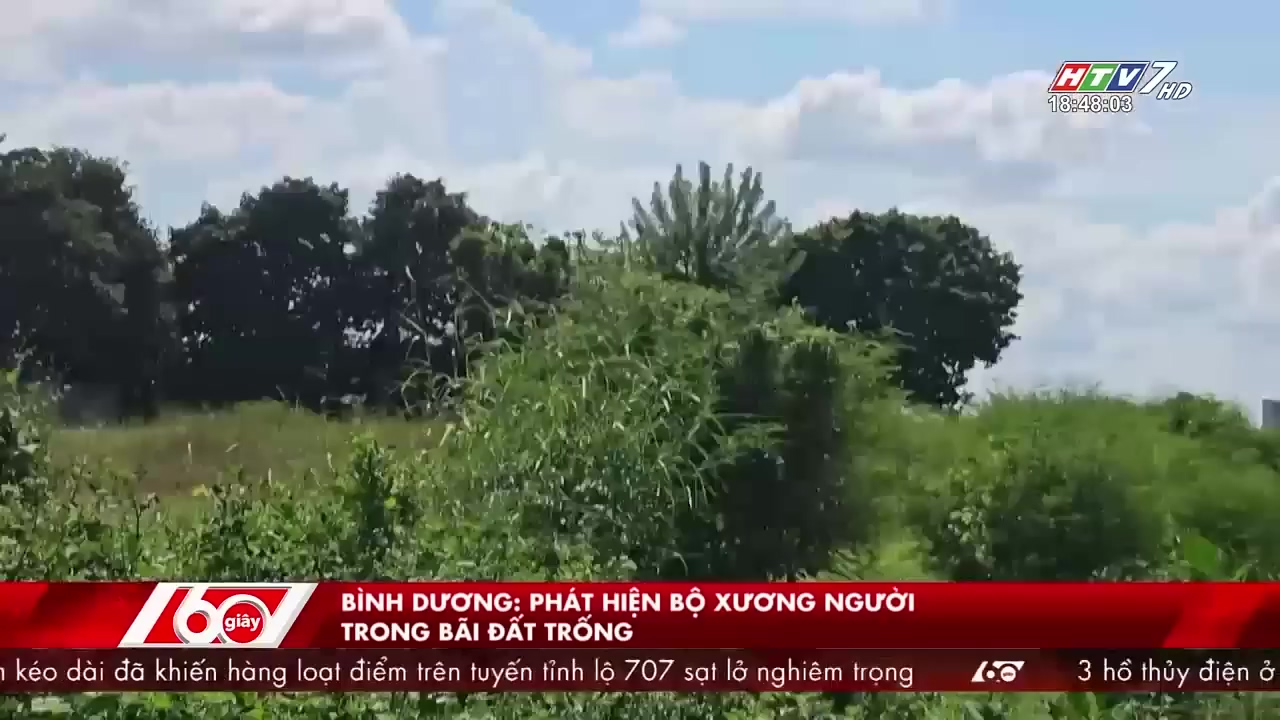 HTV7 HD
18:48:03
60 giây
BÌNH DƯƠNG: PHÁT HIỆN BỘ XƯƠNG NGƯỜI
TRONG BÃI ĐẤT TRỐNG
kéo dài đã khiến hàng loạt điểm trên tuyến tỉnh lộ 707 sạt lở nghiêm trọng
60 giây
3 hồ thủy điện ở